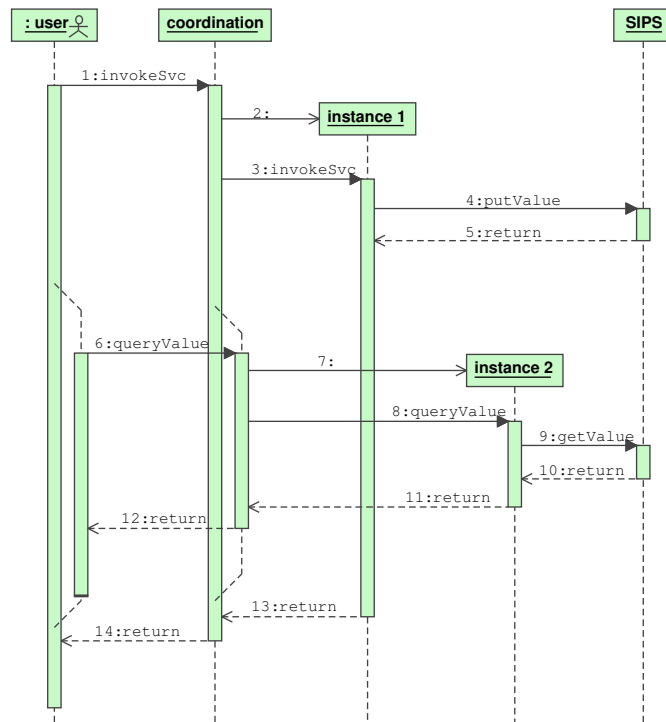 : user
coordination
SIPS
1:invokeSvc
2:
instance 1
3:invokeSvc
4:putValue
5:return
6:queryValue
7:
instance 2
8:queryValue
9:getValue
10:return
11:return
12:return
13:return
14:return